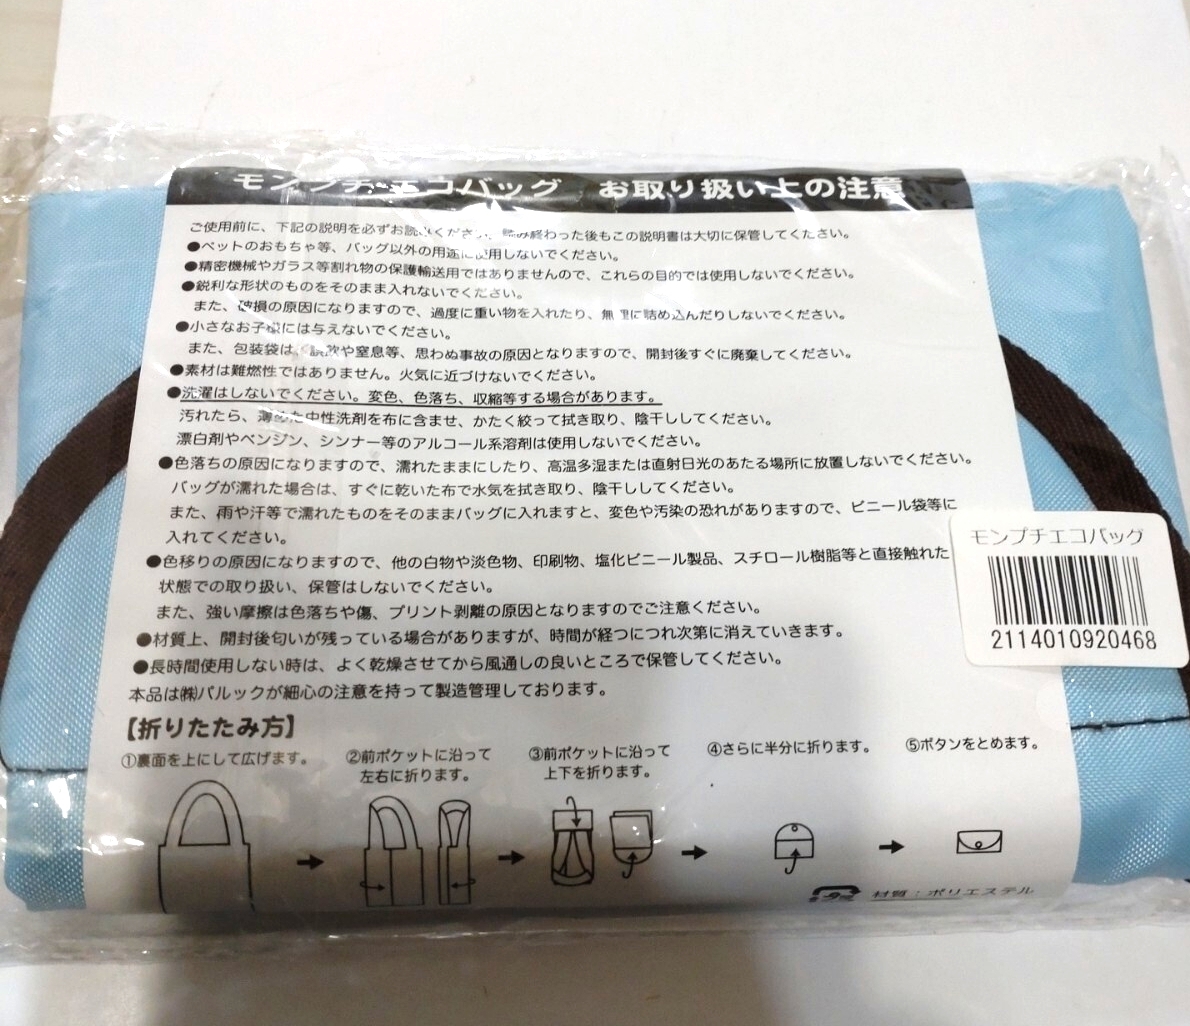 モンプチ エコバッグ お取り扱い上の注意
ご使用前に、下記の説明を必ずお読みください。 読み終わった後もこの説明書は大切に保管してください。
●ペットのおもちゃ等、バッグ以外の用途に使用しないでください。
●精密機械やガラス等割れ物の保護輸送用ではありませんので、これらの目的では使用しないでください。
●鋭利な形状のものをそのまま入れないでください。
また、破損の原因になりますので、過度に重い物を入れたり、無理に詰め込んだりしないでください。
●小さなお子様には与えないでください。
また、包装袋は、誤飲や窒息等、思わぬ事故の原因となりますので、開封後すぐに廃棄してください。
●素材は難燃性ではありません。火気に近づけないでください。
●洗濯はしないでください。変色、色落ち、収縮等する場合があります。
汚れたら、薄めた中性洗剤を布に含ませ、かたく絞って拭き取り、陰干ししてください。
漂白剤やベンジン、シンナー等のアルコール系溶剤は使用しないでください。
●色落ちの原因になりますので、濡れたままにしたり、高温多湿または直射日光のあたる場所に放置しないでください。
バッグが濡れた場合は、すぐに乾いた布で水気を拭き取り、陰干ししてください。
また、雨や汗等で濡れたものをそのままバッグに入れますと、変色や汚染の恐れがありますので、ビニール袋等に
入れてください。
●色移りの原因になりますので、他の白物や淡色物、印刷物、塩化ビニール製品、スチロール樹脂等と直接触れた
状態での取り扱い、保管はしないでください。
また、強い摩擦は色落ちや傷、プリント剥離の原因となりますのでご注意ください。
●材質上、開封後匂いが残っている場合がありますが、時間が経つにつれ次第に消えていきます。
●長時間使用しない時は、よく乾燥させてから風通しの良いところで保管してください。
本品は㈱パルックが細心の注意を持って製造管理しております。
【折りたたみ方】
①裏面を上にして広げます。
②前ポケットに沿って
左右に折ります。
③前ポケットに沿って
上下を折ります。
④さらに半分に折ります。
⑤ボタンをとめます。
材質：ポリエステル
モンプチエコバッグ
2114010920468